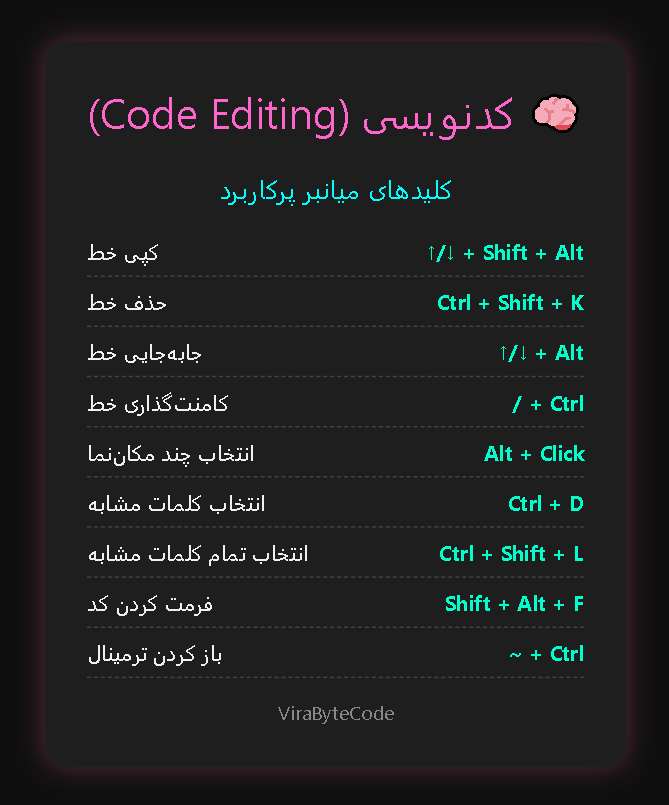 🧠 کدنویسی (Code Editing)
کلیدهای میانبر پرکاربرد
↑/↓ + Shift + Alt کپی خط
Ctrl + Shift + K حذف خط
↑/↓ + Alt جابه‌جایی خط
/ + Ctrl کامنت‌گذاری خط
Alt + Click انتخاب چند مکان‌نما
Ctrl + D انتخاب کلمات مشابه
Ctrl + Shift + L انتخاب تمام کلمات مشابه
Shift + Alt + F فرمت کردن کد
~ + Ctrl باز کردن ترمینال
ViraByteCode